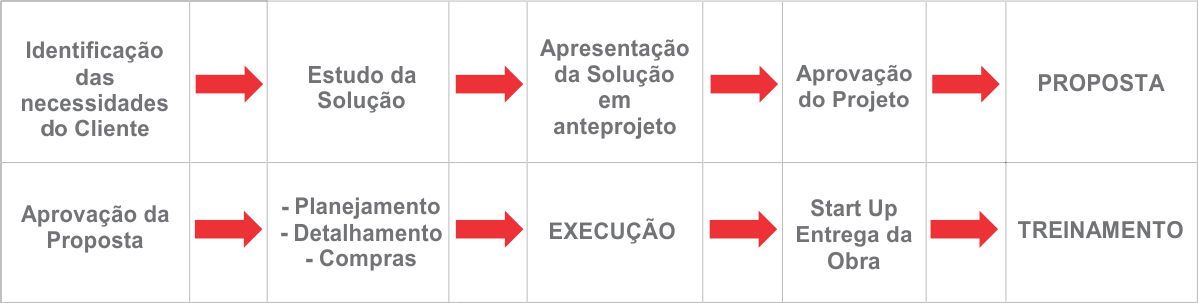 Identificação
das
necessidades
do Cliente
Estudo da
Solução
Apresentação
da Solução
em
anteprojeto
Aprovação
do Projeto
PROPOSTA
Aprovação da
Proposta
- Planejamento
- Detalhamento
- Compras
EXECUÇÃO
Start Up
Entrega da
Obra
TREINAMENTO